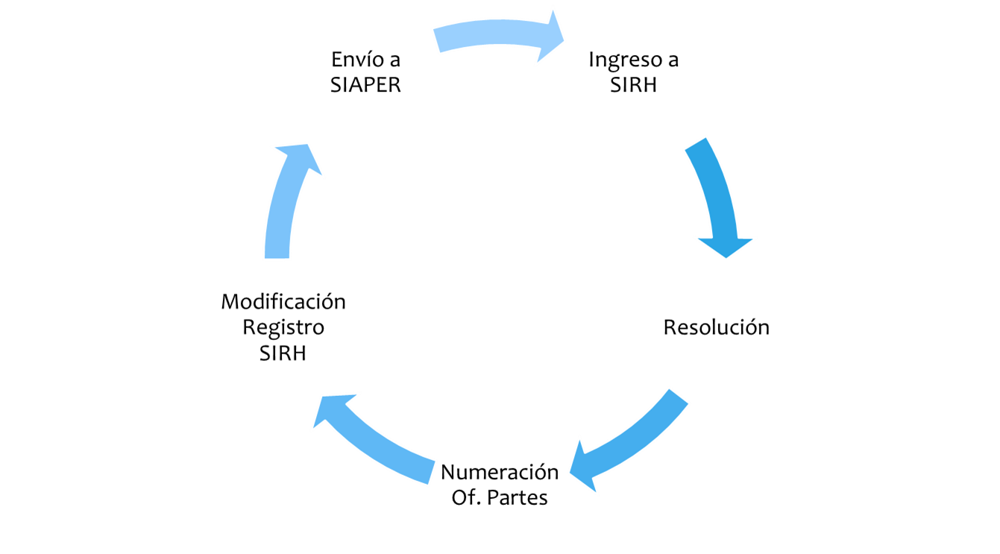 Envío a
SIAPER
Ingreso a
SIRH
Resolución
Numeración
Of. Partes
Modificación
Registro
SIRH